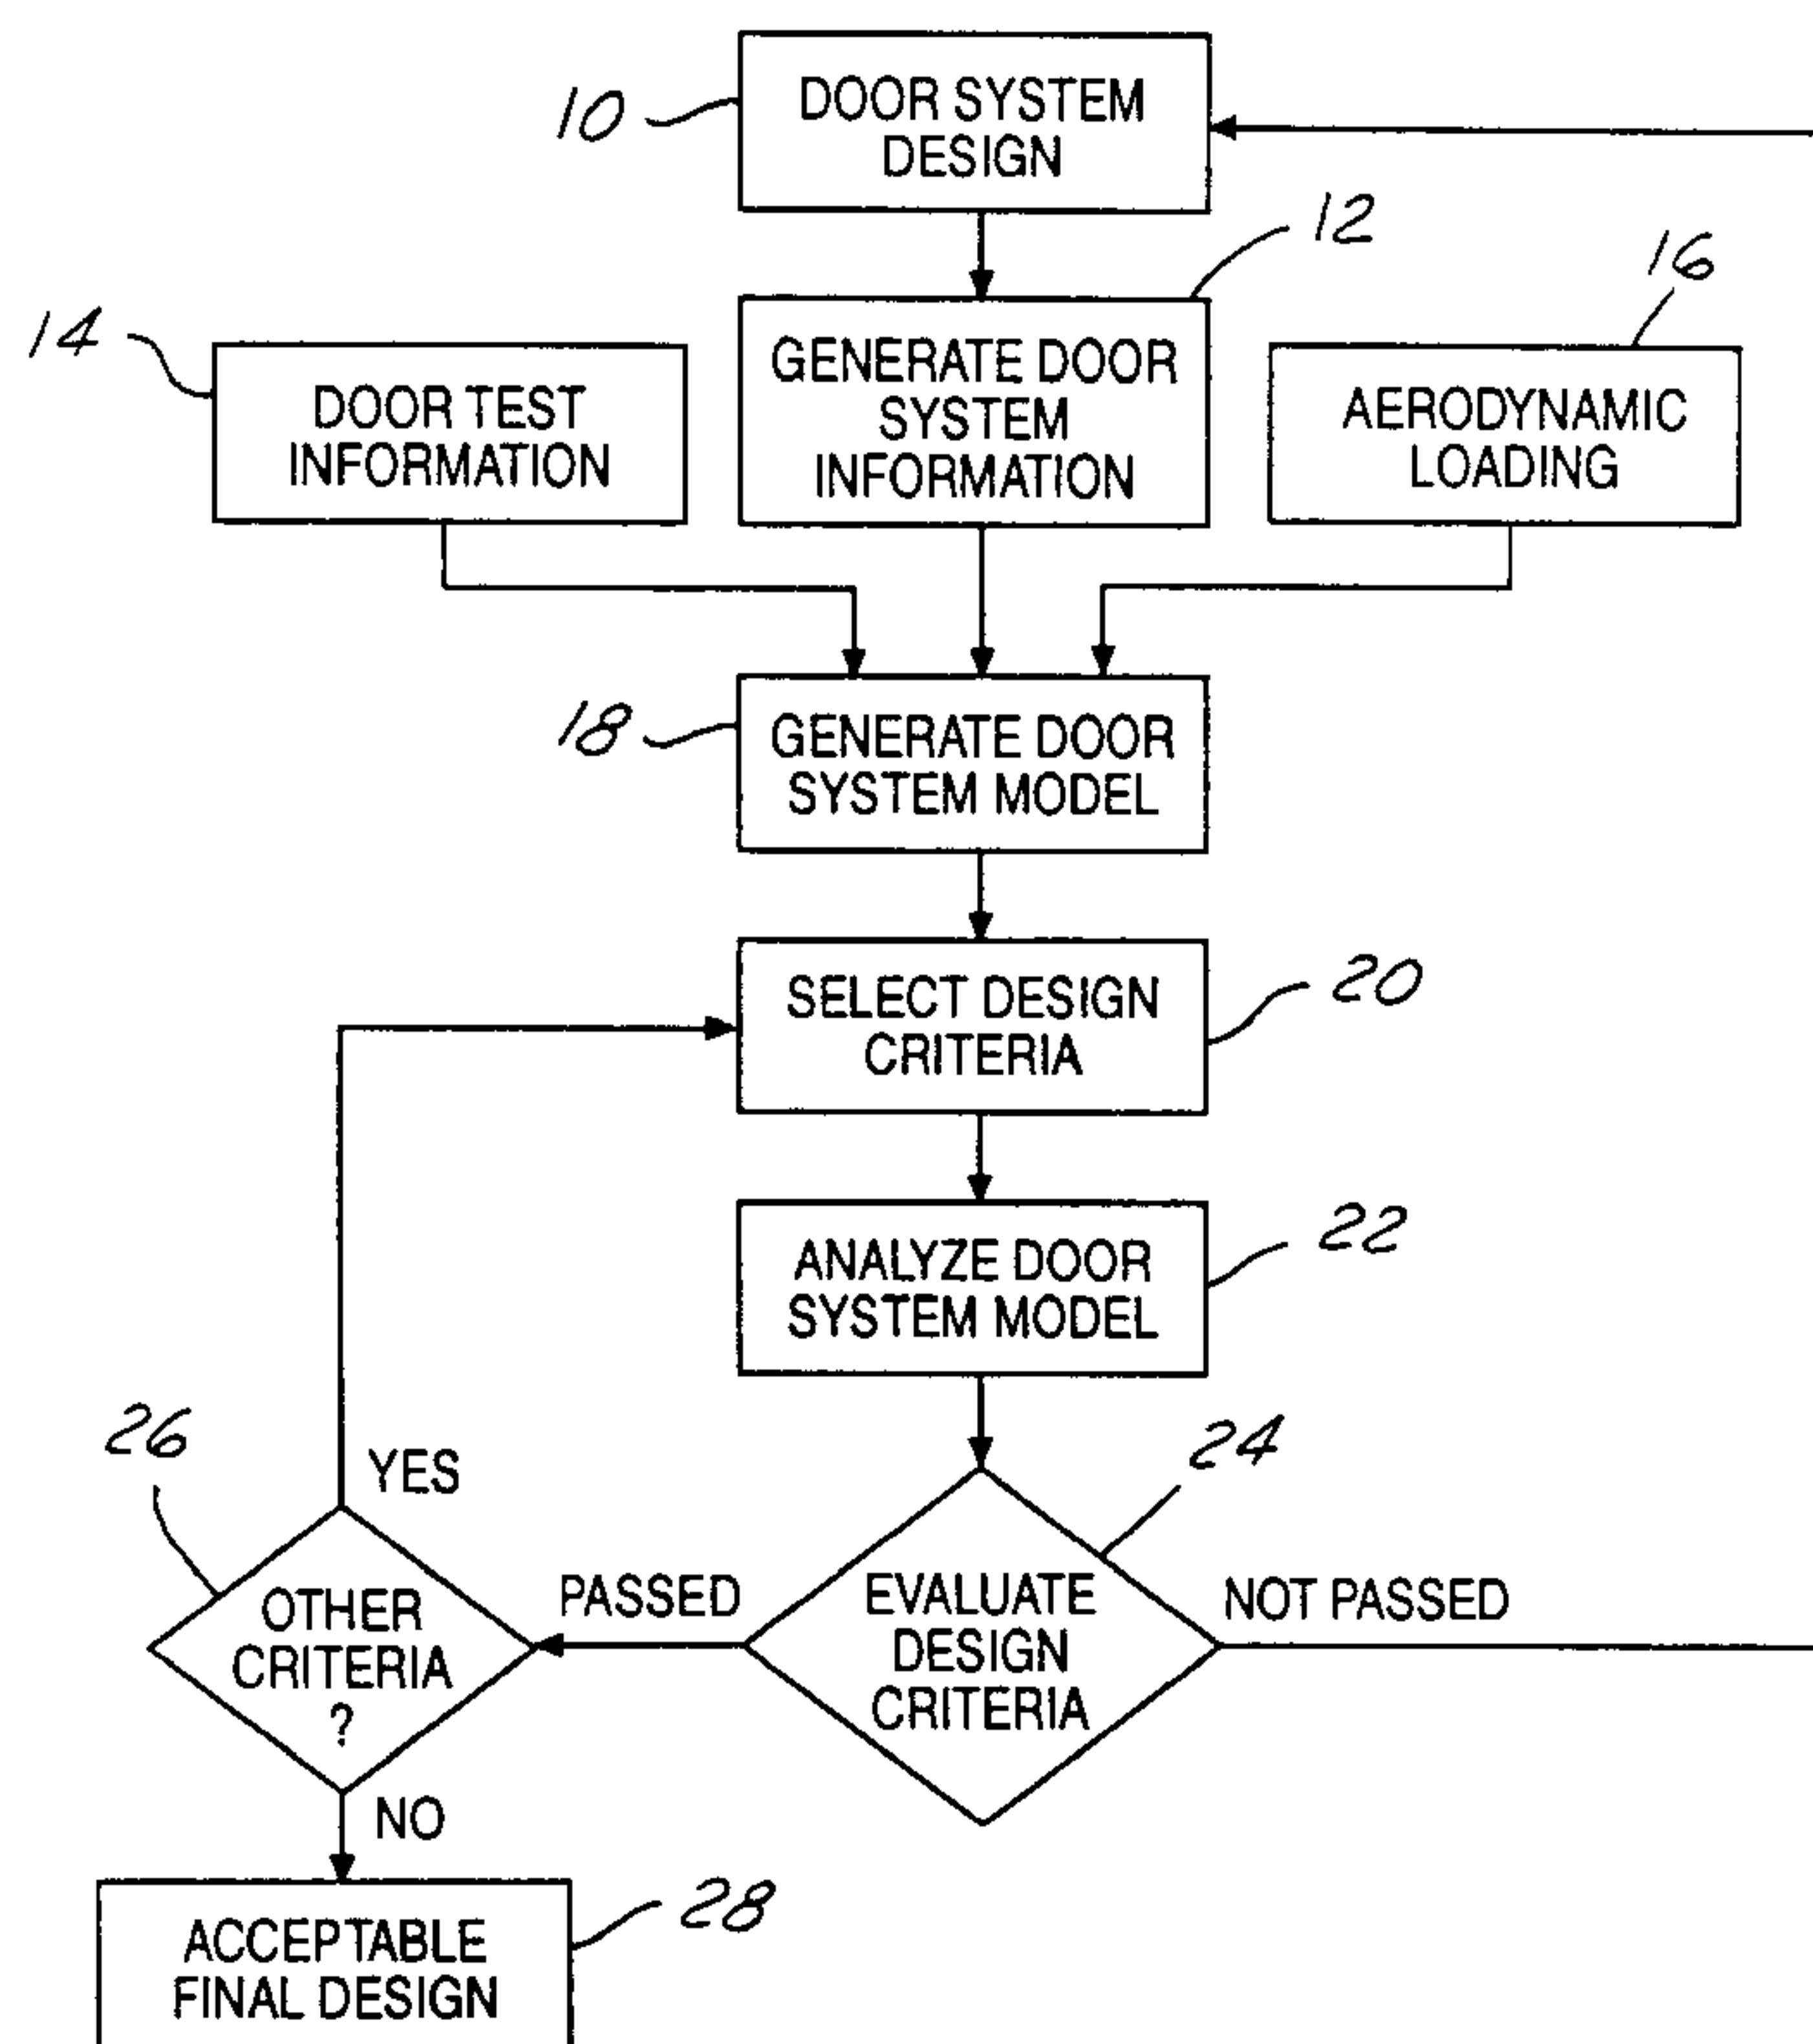 10
DOOR SYSTEM
DESIGN
12
16
14
DOOR TEST
INFORMATION
GENERATE DOOR
SYSTEM
INFORMATION
AERODYNAMIC
LOADING
18
GENERATE DOOR
SYSTEM MODEL
20
SELECT DESIGN
CRITERIA
22
ANALYZE DOOR
SYSTEM MODEL
26
YES
24
OTHER
CRITERIA
?
PASSED
EVALUATE
DESIGN
CRITERIA
NOT PASSED
NO
28
ACCEPTABLE
FINAL DESIGN